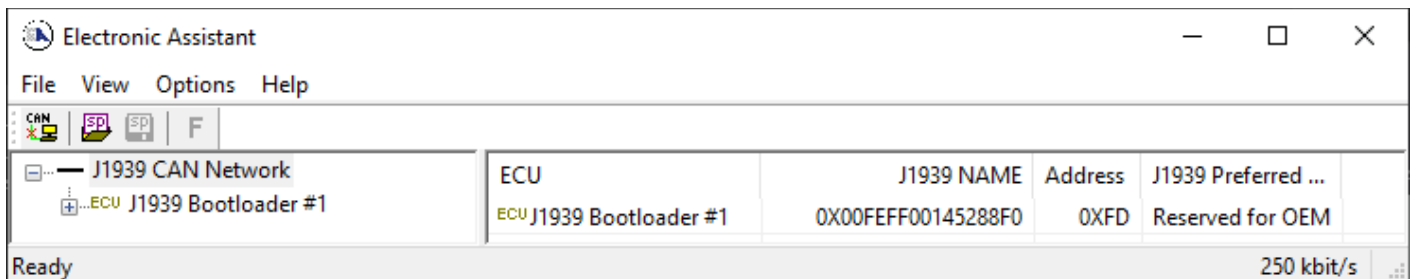 Electronic Assistant
File View Options Help
CAN SP SP F
J1939 CAN Network
ECU J1939 Bootloader #1
ECU J1939 NAME Address J1939 Preferred ...
ECU J1939 Bootloader #1 0X00FEFF00145288F0 0XFD Reserved for OEM
Ready 250 kbit/s